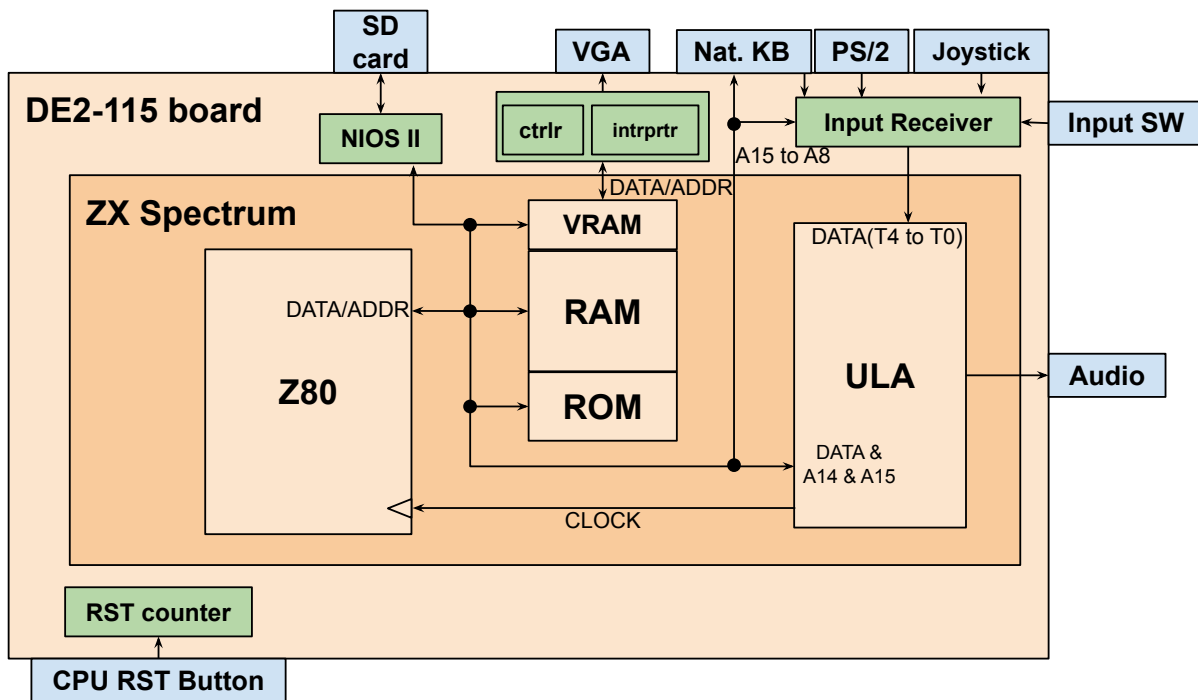 SD
card
VGA
Nat. KB
PS/2
Joystick
DE2-115 board
NIOS II
ctrlr
intrprtr
Input Receiver
Input SW
A15 to A8
DATA/ADDR
ZX Spectrum
VRAM
DATA(T4 to T0)
DATA/ADDR
RAM
Z80
ULA
Audio
ROM
DATA &
A14 & A15
CLOCK
RST counter
CPU RST Button